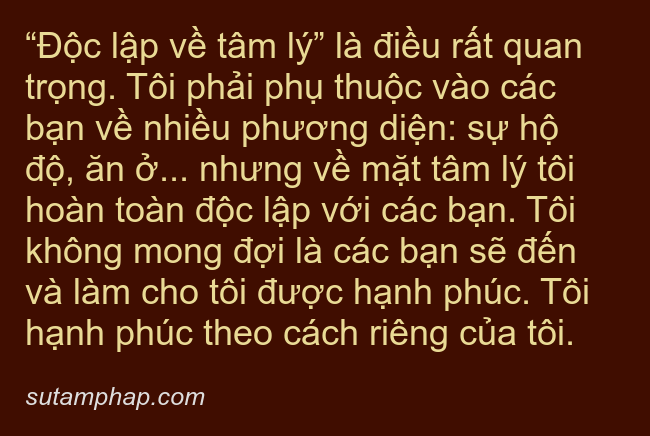 “Độc lập về tâm lý” là điều rất quan
trọng. Tôi phải phụ thuộc vào các
bạn về nhiều phương diện: sự hộ
độ, ăn ở... nhưng về mặt tâm lý tôi
hoàn toàn độc lập với các bạn. Tôi
không mong đợi là các bạn sẽ đến
và làm cho tôi được hạnh phúc. Tôi
hạnh phúc theo cách riêng của tôi.
sutamphap.com